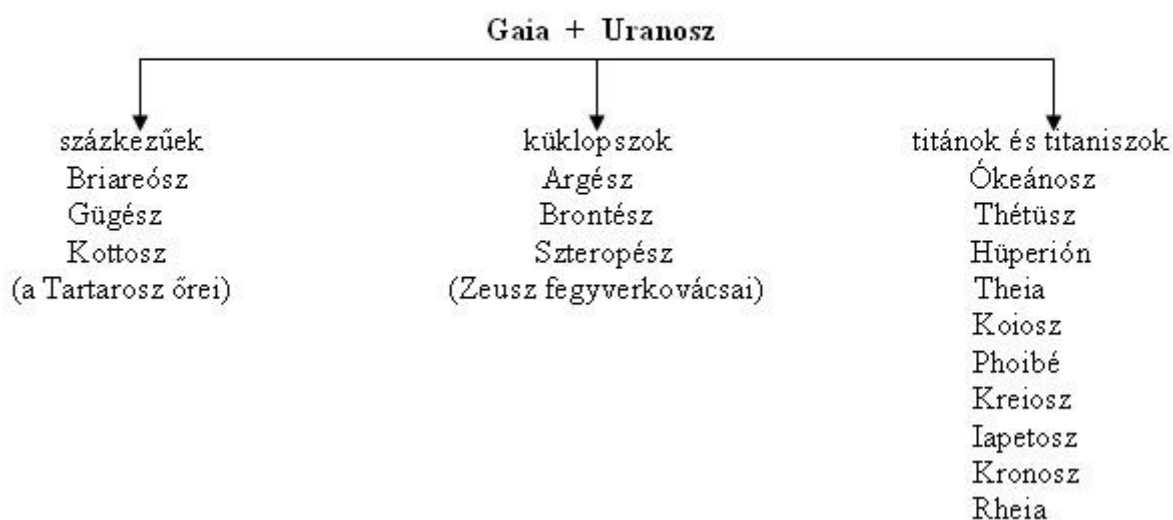 Gaia + Uranosz
százkezűek
Briareósz
Gügész
Kottosz
(a Tartarosz őrei)
küklopszok
Argész
Brontész
Szteropész
(Zeusz fegyverkovácsai)
titánok és titaniszok
Ókeánosz
Thétüsz
Hüperión
Theia
Koiosz
Phoibé
Kreiosz
Iapetosz
Kronosz
Rheia